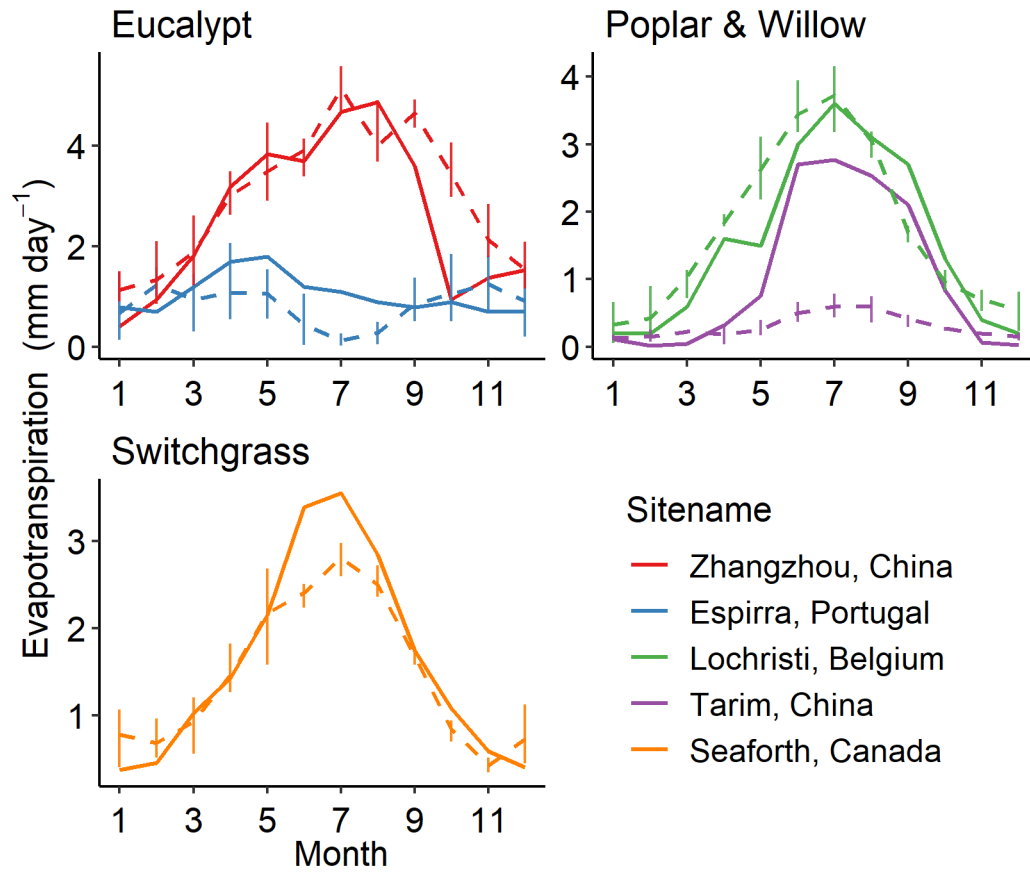 Eucalypt
Poplar & Willow
Evapotranspiration (mm day⁻¹)
4
2
0
1 3 5 7 9 11
4
3
2
1
0
1 3 5 7 9 11
Switchgrass
3
2
1
1 3 5 7 9 11
Month
Sitename
Zhangzhou, China
Espirra, Portugal
Lochristi, Belgium
Tarim, China
Seaforth, Canada